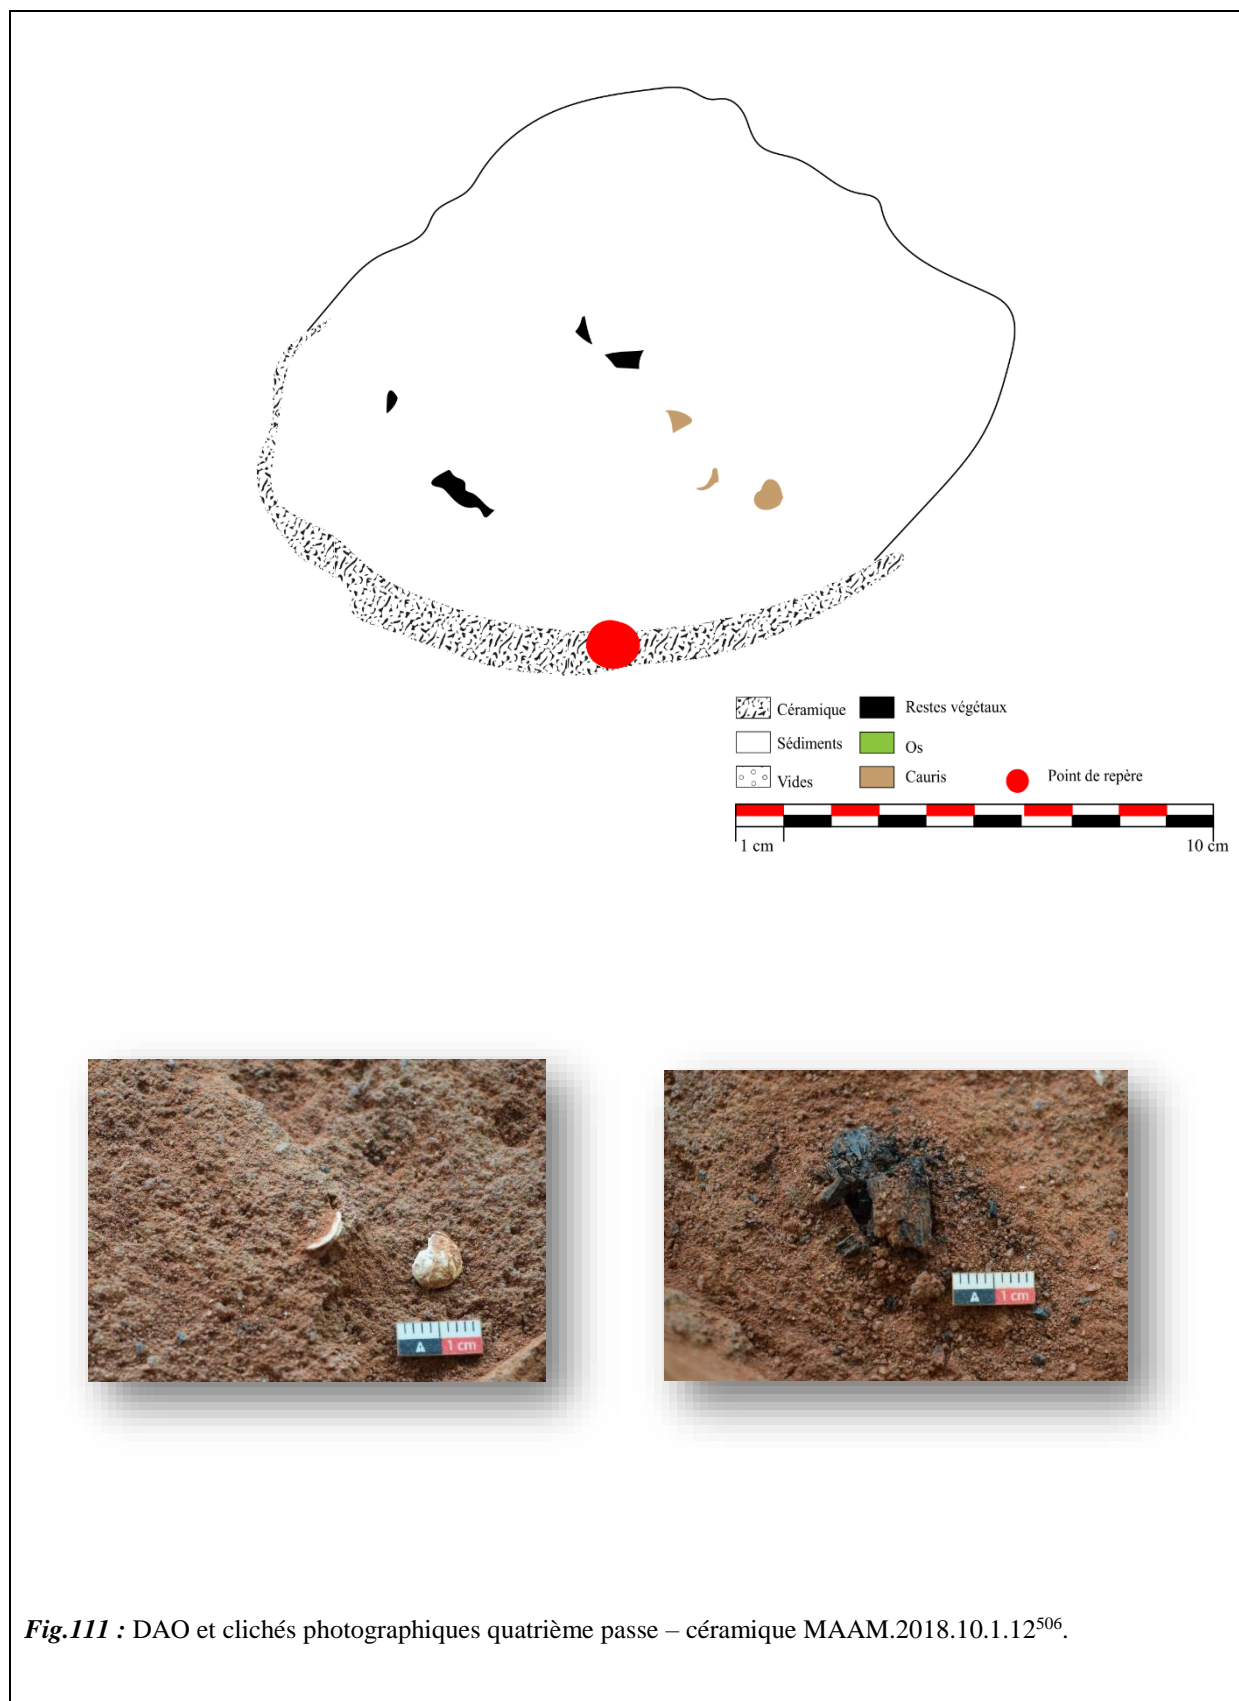 Céramique Restes végétaux
Sédiments Os
Vides Cauris Point de repère
1 cm 10 cm
A 1 cm
A 1 cm
Fig.111 : DAO et clichés photographiques quatrième passe – céramique MAAM.2018.10.1.12⁵⁰⁶.